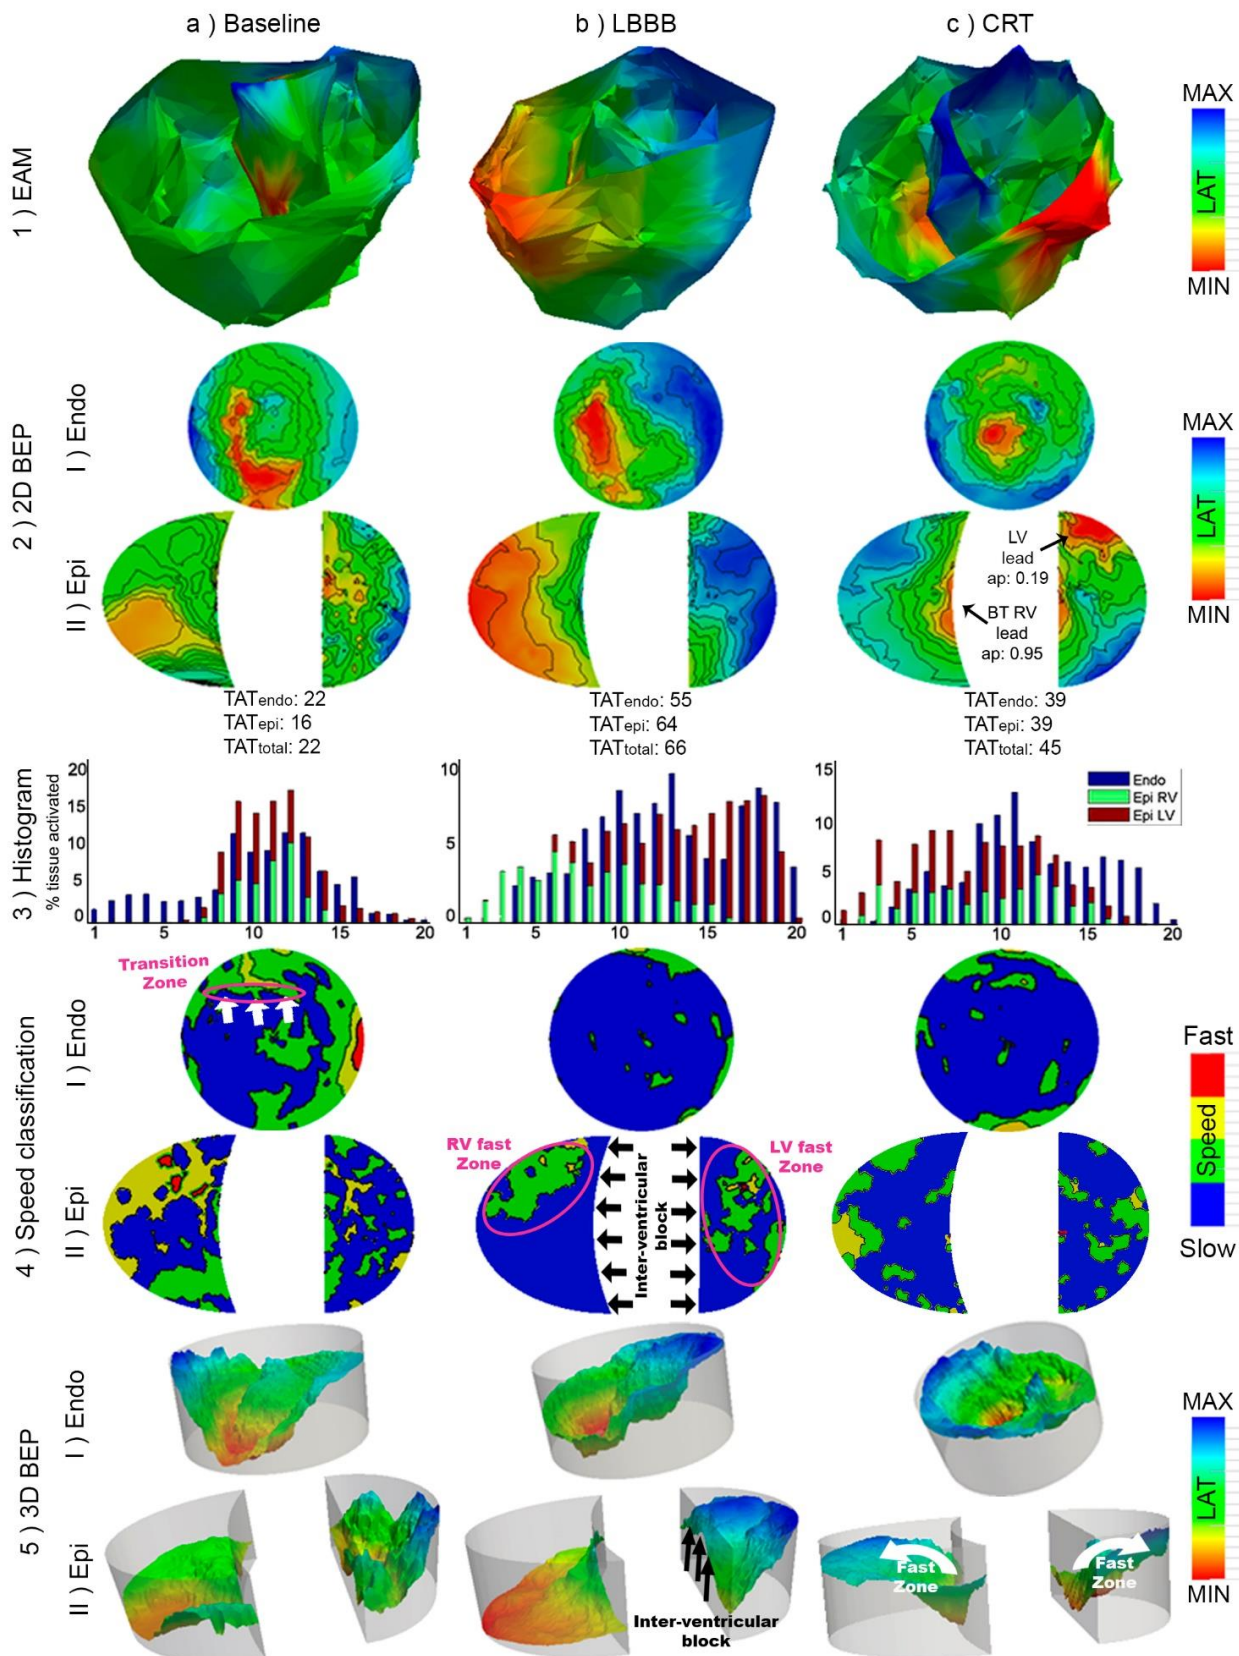 a ) Baseline
b ) LBBB
c ) CRT
1 ) EAM
MAX
LAT
MIN
2 ) 2D BEP
I ) Endo
II ) Epi
MAX
LAT
MIN
LV
lead
ap: 0.19
BT RV
lead
ap: 0.95
TATendo: 22
TATepi: 16
TATtotal: 22
TATendo: 55
TATepi: 64
TATtotal: 66
TATendo: 39
TATepi: 39
TATtotal: 45
3 ) Histogram
% tissue activated
20
15
10
5
0
1 5 10 15 20
10
5
0
1 5 10 15 20
15
10
5
0
1 5 10 15 20
Endo
Epi RV
Epi LV
4 ) Speed classification
I ) Endo
II ) Epi
Transition
Zone
RV fast
Zone
Inter-ventricular
block
LV fast
Zone
Fast
Speed
Slow
5 ) 3D BEP
I ) Endo
II ) Epi
Inter-ventricular
block
Fast
Zone
Fast
Zone
MAX
LAT
MIN